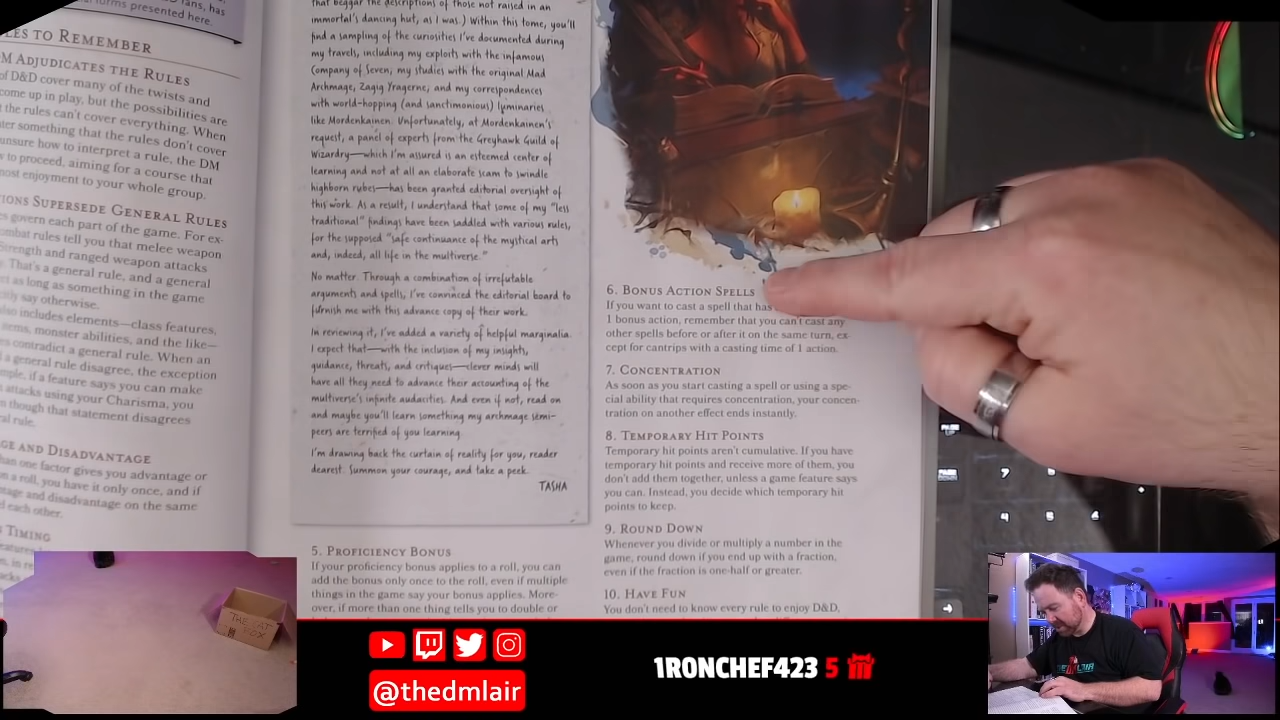 fans, has
forms presented here.
LES TO REMEMBER
M ADJUDICATES THE RULES
of D&D cover many of the twists and
come up in play, but the possibilities are
the rules can't cover everything. When
something that the rules don't cover
unsure how to interpret a rule, the DM
to proceed, aiming for a course that
most enjoyment to your whole group.
IONS SUPERSEDE GENERAL RULES
govern each part of the game. For ex-
combat rules tell you that melee weapon
Strength and ranged weapon attacks
That's a general rule, and a general
as long as something in the game
say otherwise.
also includes elements—class features,
items, monster abilities, and the like—
contradict a general rule. When an
a general rule disagree, the exception
if a feature says you can make
attacks using your Charisma, you
though that statement disagrees
rule.
GE AND DISADVANTAGE
than one factor gives you advantage or
on a roll, you have it only once, and if
and disadvantage on the same
each other.
TIMING
that beggar the descriptions of those not raised in an
immortal's dancing hut, as I was.) Within this tome, you'll
find a sampling of the curiosities I've documented during
my travels, including my exploits with the infamous
Company of Seven, my studies with the original Mad
Archmage, Zagig Yragerne, and my correspondences
with world-hopping (and sanctimonious) luminaries
like Mordenkainen. Unfortunately, at Mordenkainen's
request, a panel of experts from the Greyhawk Guild of
Wizardry—which I'm assured is an esteemed center of
learning and not at all an elaborate scam to swindle
highborn rubes—has been granted editorial oversight of
this work. As a result, I understand that some of my "less
traditional" findings have been saddled with various rules,
for the supposed "safe continuance of the mystical arts
and, indeed, all life in the multiverse."
No matter. Through a combination of irrefutable
arguments and spells, I've convinced the editorial board to
furnish me with this advance copy of their work.
In reviewing it, I've added a variety of helpful marginalia.
I expect that—with the inclusion of my insights,
guidance, threats, and critiques—clever minds will
have all they need to advance their accounting of the
multiverse's infinite audacities. And even if not, read on
and maybe you'll learn something my archmage semi-
peers are terrified of you learning.
I'm drawing back the curtain of reality for you, reader
dearest. Summon your courage, and take a peek.
TASHA
5. PROFICIENCY BONUS
If your proficiency bonus applies to a roll, you can
add the bonus only once to the roll, even if multiple
things in the game say your bonus applies. More-
over, if more than one thing tells you to double or
6. BONUS ACTION SPELLS
If you want to cast a spell that has
1 bonus action, remember that you can't cast any
other spells before or after it on the same turn, ex-
cept for cantrips with a casting time of 1 action.
7. CONCENTRATION
As soon as you start casting a spell or using a spe-
cial ability that requires concentration, your concen-
tration on another effect ends instantly.
8. TEMPORARY HIT POINTS
Temporary hit points aren't cumulative. If you have
temporary hit points and receive more of them, you
don't add them together, unless a game feature says
you can. Instead, you decide which temporary hit
points to keep.
9. ROUND DOWN
Whenever you divide or multiply a number in the
game, round down if you end up with a fraction,
even if the fraction is one-half or greater.
10. HAVE FUN
You don't need to know every rule to enjoy D&D,
7
4 5 6
THE CAT BOX
@thedmlair
1RONCHEF423 5